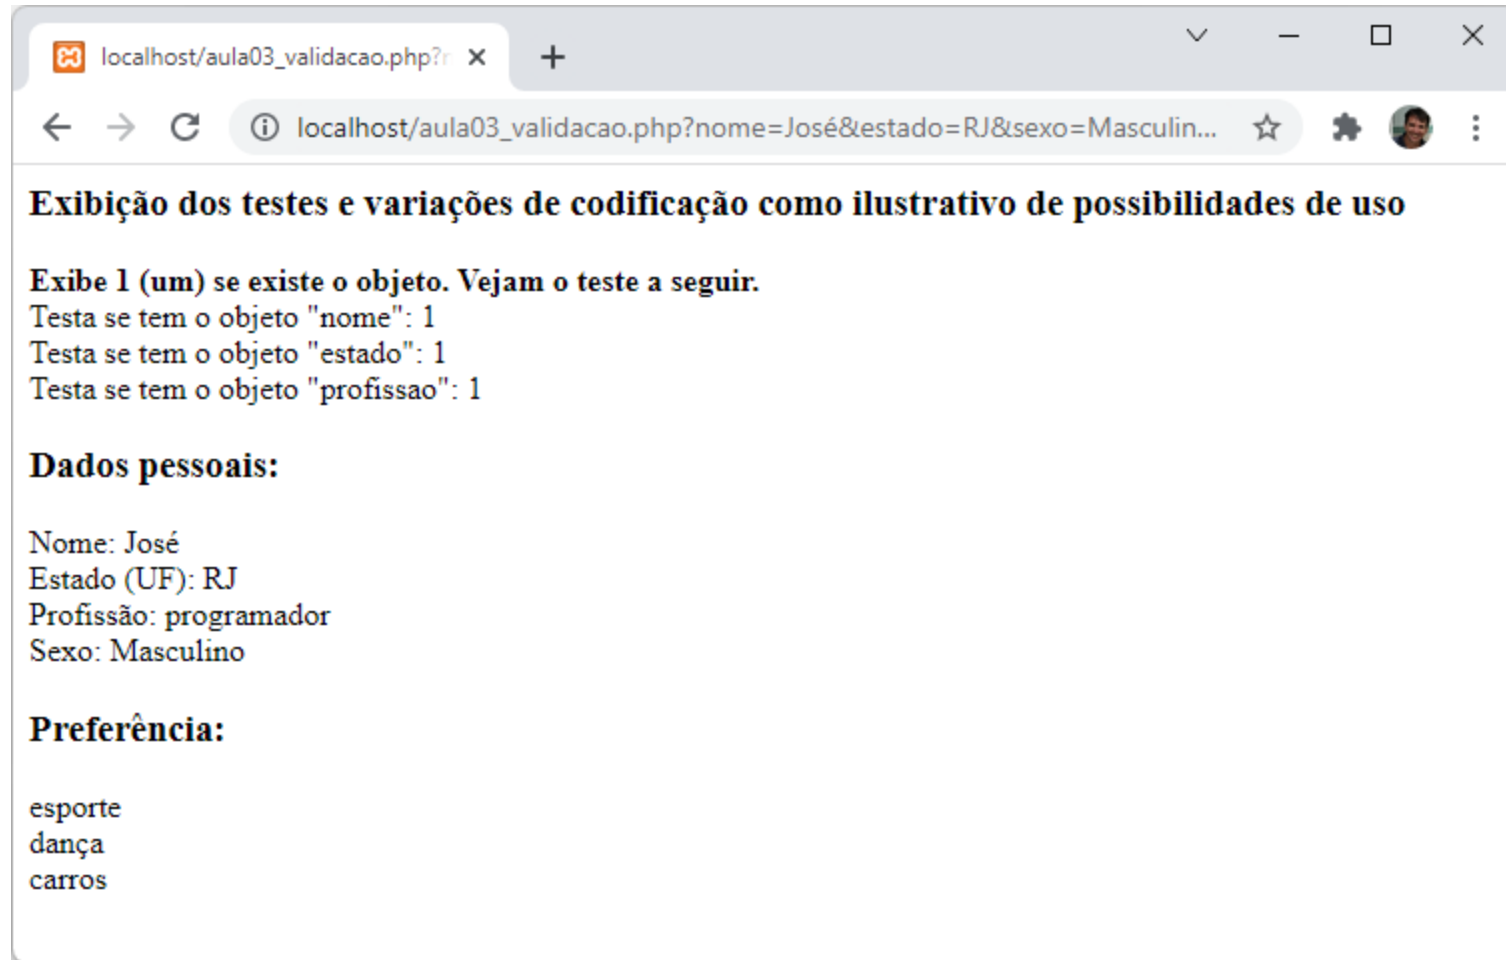 localhost/aula03_validacao.php?
localhost/aula03_validacao.php?nome=José&estado=RJ&sexo=Masculin...
Exibição dos testes e variações de codificação como ilustrativo de possibilidades de uso
Exibe 1 (um) se existe o objeto. Vejam o teste a seguir.
Testa se tem o objeto "nome": 1
Testa se tem o objeto "estado": 1
Testa se tem o objeto "profissao": 1
Dados pessoais:
Nome: José
Estado (UF): RJ
Profissão: programador
Sexo: Masculino
Preferência:
esporte
dança
carros